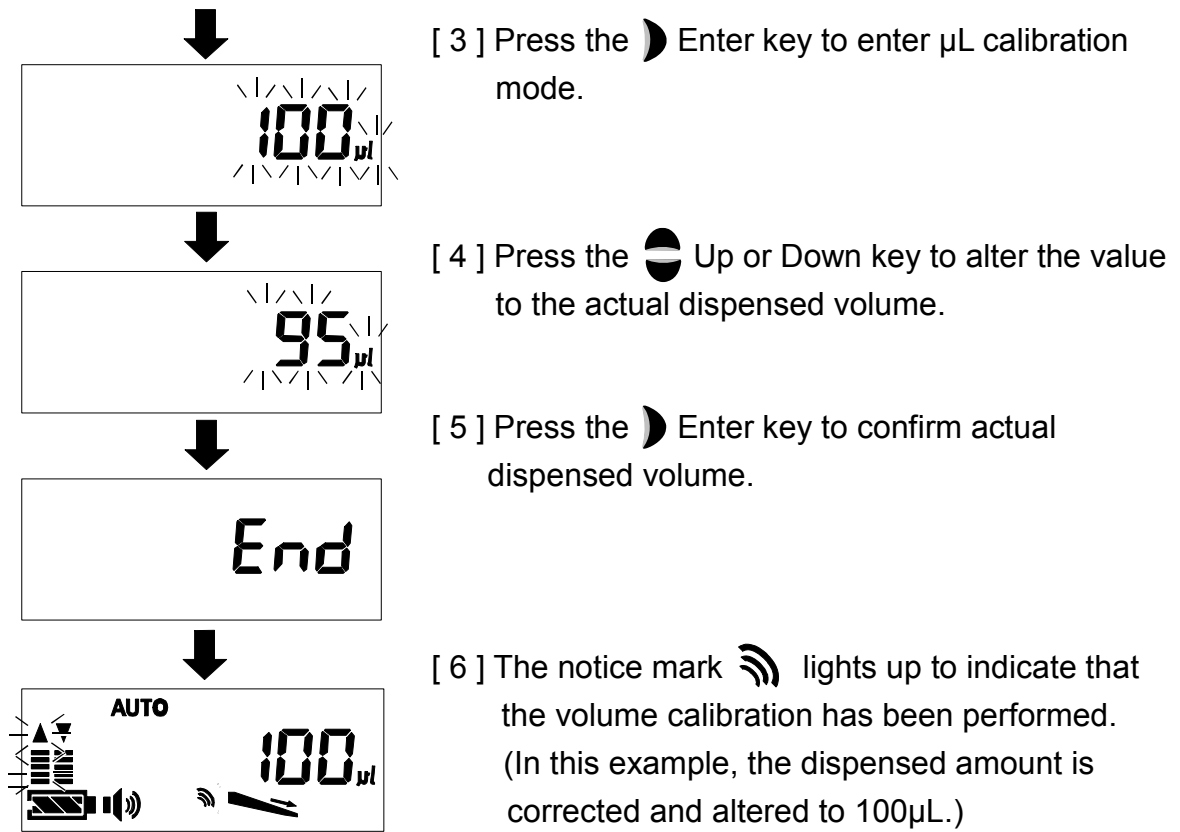 [ 3 ] Press the Enter key to enter µL calibration
mode.
100µl
[ 4 ] Press the Up or Down key to alter the value
to the actual dispensed volume.
95µl
[ 5 ] Press the Enter key to confirm actual
dispensed volume.
End
[ 6 ] The notice mark lights up to indicate that
the volume calibration has been performed.
(In this example, the dispensed amount is
corrected and altered to 100µL.)
AUTO
100µl